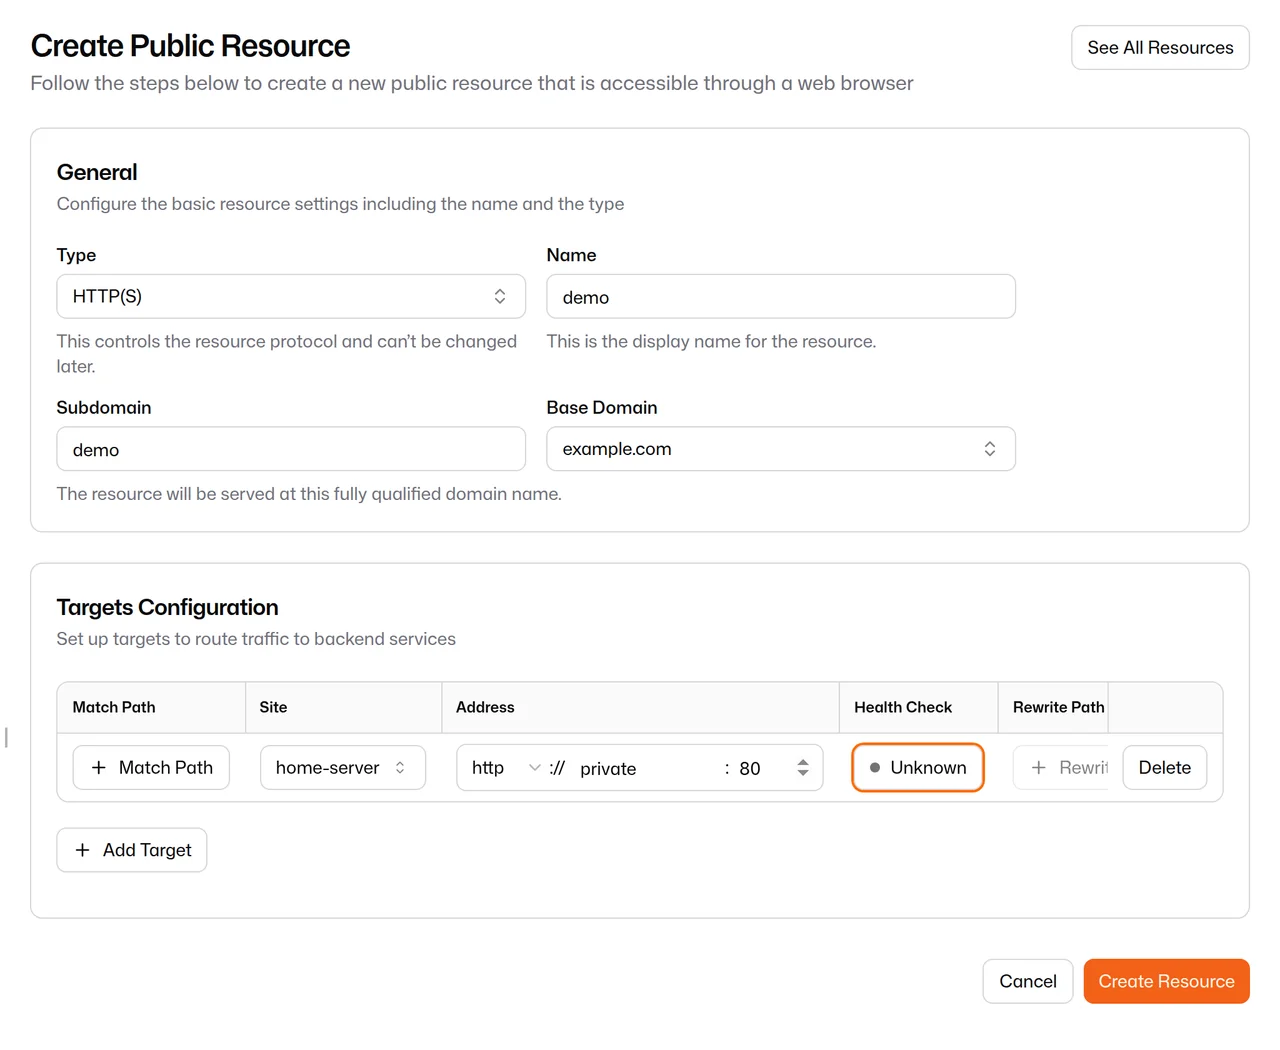 Create Public Resource
See All Resources
Follow the steps below to create a new public resource that is accessible through a web browser
General
Configure the basic resource settings including the name and the type
Type
Name
HTTP(S)
demo
This controls the resource protocol and can't be changed
later.
This is the display name for the resource.
Subdomain
Base Domain
demo
example.com
The resource will be served at this fully qualified domain name.
Targets Configuration
Set up targets to route traffic to backend services
Match Path Site Address Health Check Rewrite Path
+ Match Path home-server http :// private : 80 Unknown + Rewrit Delete
+ Add Target
Cancel Create Resource